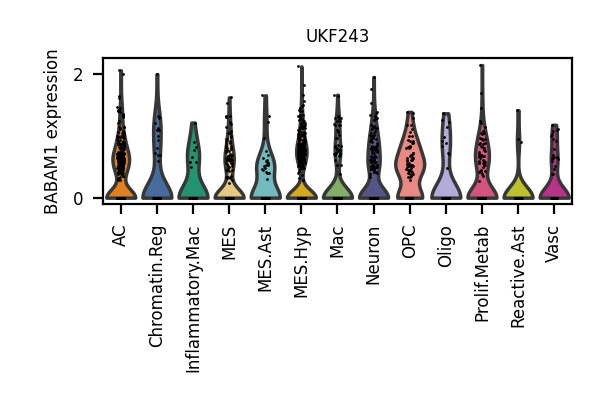 UKF243
BABAM1 expression
2
0
AC
Chromatin.Reg
Inflammatory.Mac
MES
MES.Ast
MES.Hyp
Mac
Neuron
OPC
Oligo
Prolif.Metab
Reactive.Ast
Vasc